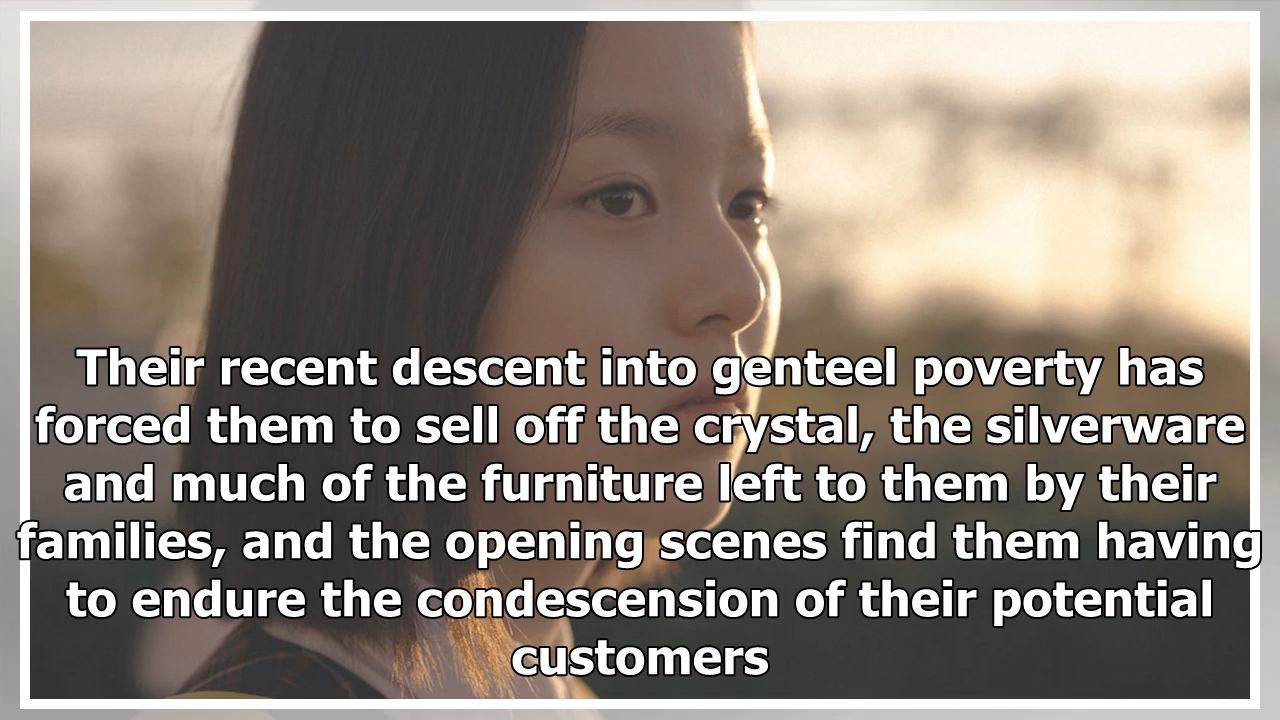 Their recent descent into genteel poverty has
forced them to sell off the crystal, the silverware
and much of the furniture left to them by their
families, and the opening scenes find them having
to endure the condescension of their potential
customers